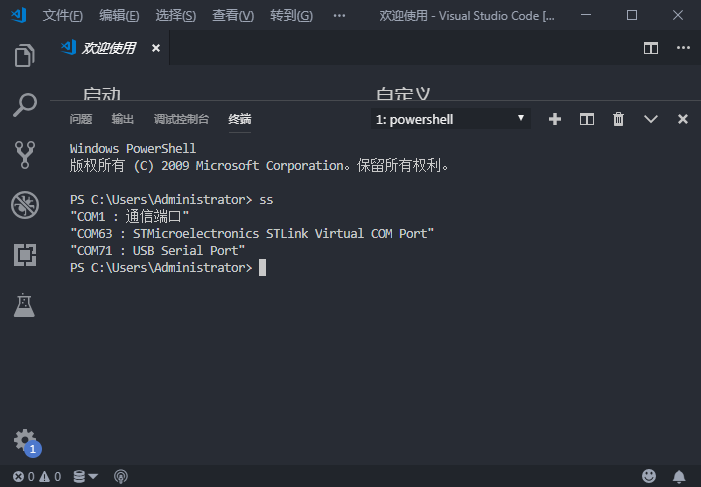 文件(F) 编辑(E) 选择(S) 查看(V) 转到(G) ··· 欢迎使用 - Visual Studio Code [...
欢迎使用
启动 自定义
问题 输出 调试控制台 终端 1: powershell
Windows PowerShell
版权所有 (C) 2009 Microsoft Corporation。保留所有权利。
PS C:\Users\Administrator> ss
"COM1 : 通信端口"
"COM63 : STMicroelectronics STLink Virtual COM Port"
"COM71 : USB Serial Port"
PS C:\Users\Administrator>
1
0 0